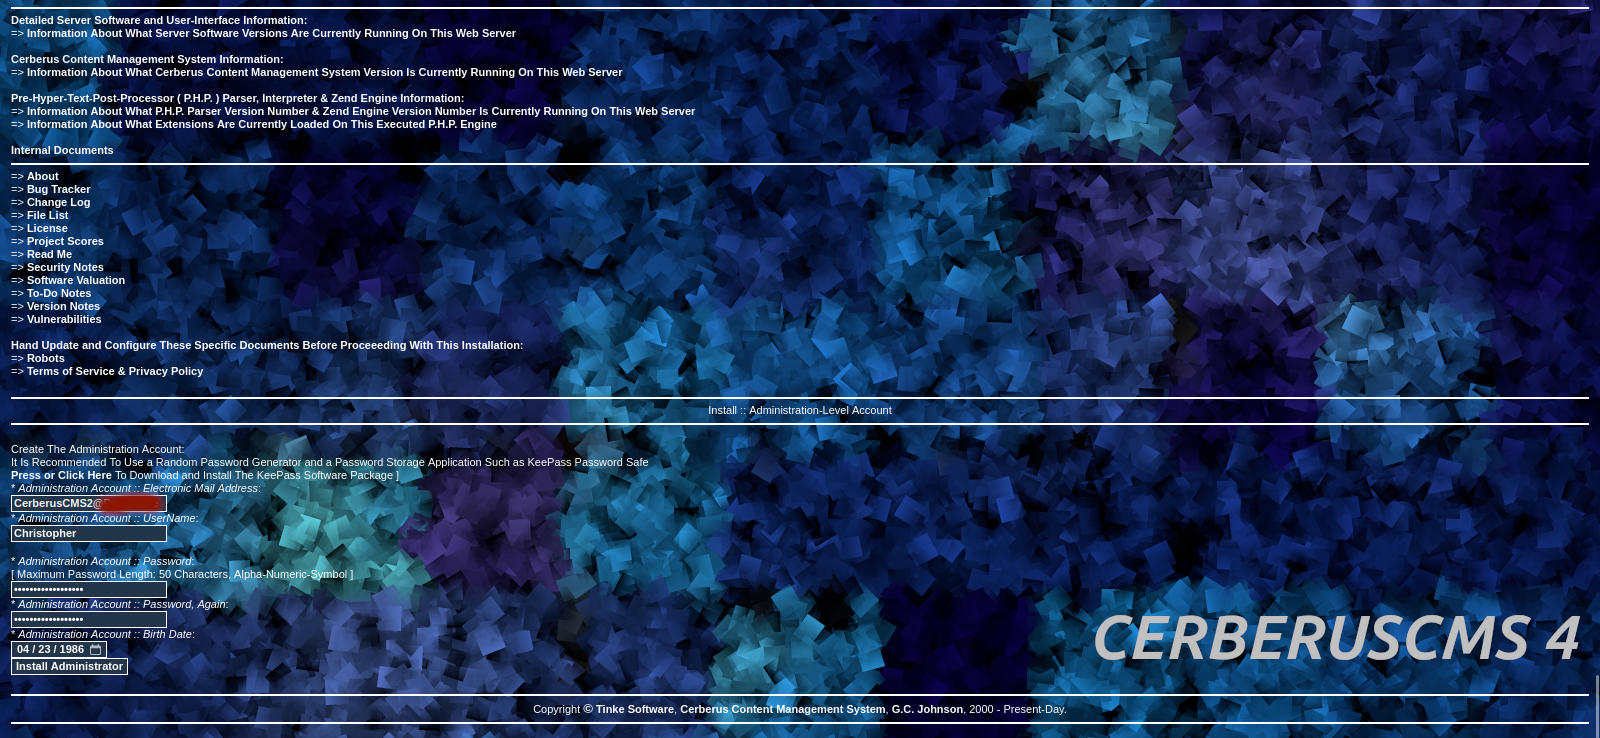 Detailed Server Software and User-Interface Information:
=> Information About What Server Software Versions Are Currently Running On This Web Server
Cerberus Content Management System Information:
=> Information About What Cerberus Content Management System Version Is Currently Running On This Web Server
Pre-Hyper-Text-Post-Processor ( P.H.P. ) Parser, Interpreter & Zend Engine Information:
=> Information About What P.H.P. Parser Version Number & Zend Engine Version Number Is Currently Running On This Web Server
=> Information About What Extensions Are Currently Loaded On This Executed P.H.P. Engine
Internal Documents
=> About
=> Bug Tracker
=> Change Log
=> File List
=> License
=> Project Scores
=> Read Me
=> Security Notes
=> Software Valuation
=> To-Do Notes
=> Version Notes
=> Vulnerabilities
Hand Update and Configure These Specific Documents Before Proceeeding With This Installation:
=> Robots
=> Terms of Service & Privacy Policy
Install :: Administration-Level Account
Create The Administration Account:
It Is Recommended To Use a Random Password Generator and a Password Storage Application Such as KeePass Password Safe
Press or Click Here To Download and Install The KeePass Software Package ]
* Administration Account :: Electronic Mail Address:
CerberusCMS2@
* Administration Account :: UserName:
Christopher
* Administration Account :: Password:
[ Maximum Password Length: 50 Characters, Alpha-Numeric-Symbol ]
••••••••••••••••••
* Administration Account :: Password, Again:
••••••••••••••••••
* Administration Account :: Birth Date:
04 / 23 / 1986
Install Administrator
CERBERUSCMS 4
Copyright © Tinke Software, Cerberus Content Management System, G.C. Johnson, 2000 - Present-Day.